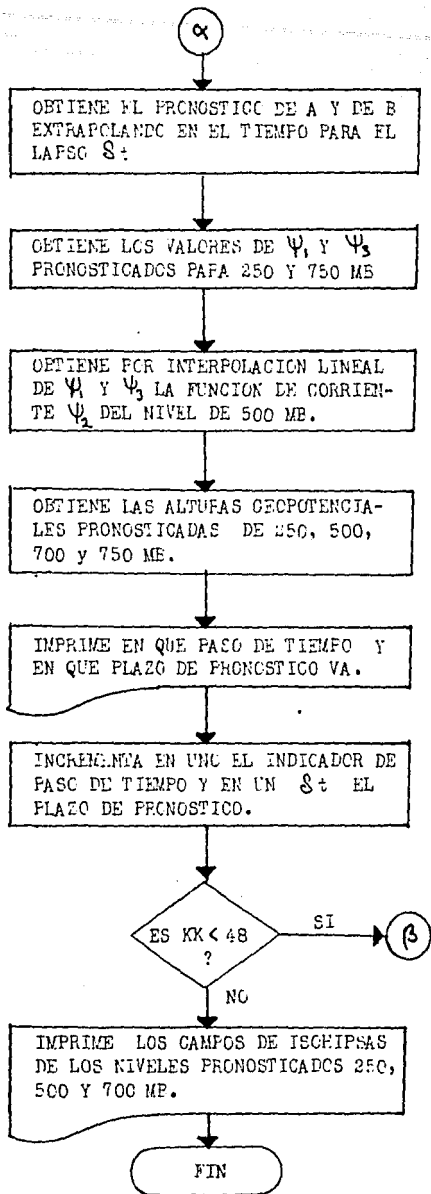 α
OBTIENE EL PRONOSTICO DE A Y DE B
EXTRAPOLANDO EN EL TIEMPO PARA EL
LAPSO δt
OBTIENE LOS VALORES DE Ψ₁ Y Ψ₃
PRONOSTICADOS PARA 250 Y 750 MB
OBTIENE POR INTERPOLACION LINEAL
DE Ψ₁ Y Ψ₃ LA FUNCION DE CORRIEN-
TE Ψ₂ DEL NIVEL DE 500 MB.
OBTIENE LAS ALTURAS GEOPOTENCIA-
LES PRONOSTICADAS DE 250, 500,
700 y 750 MB.
IMPRIME EN QUE PASO DE TIEMPO Y
EN QUE PLAZO DE PRONOSTICO VA.
INCREMENTA EN UNO EL INDICADOR DE
PASO DE TIEMPO Y EN UN δt EL
PLAZO DE PRONOSTICO.
ES KK < 48 SI β
?
NO
IMPRIME LOS CAMPOS DE ISOHIPSAS
DE LOS NIVELES PRONOSTICADOS 250,
500 Y 700 MB.
FIN